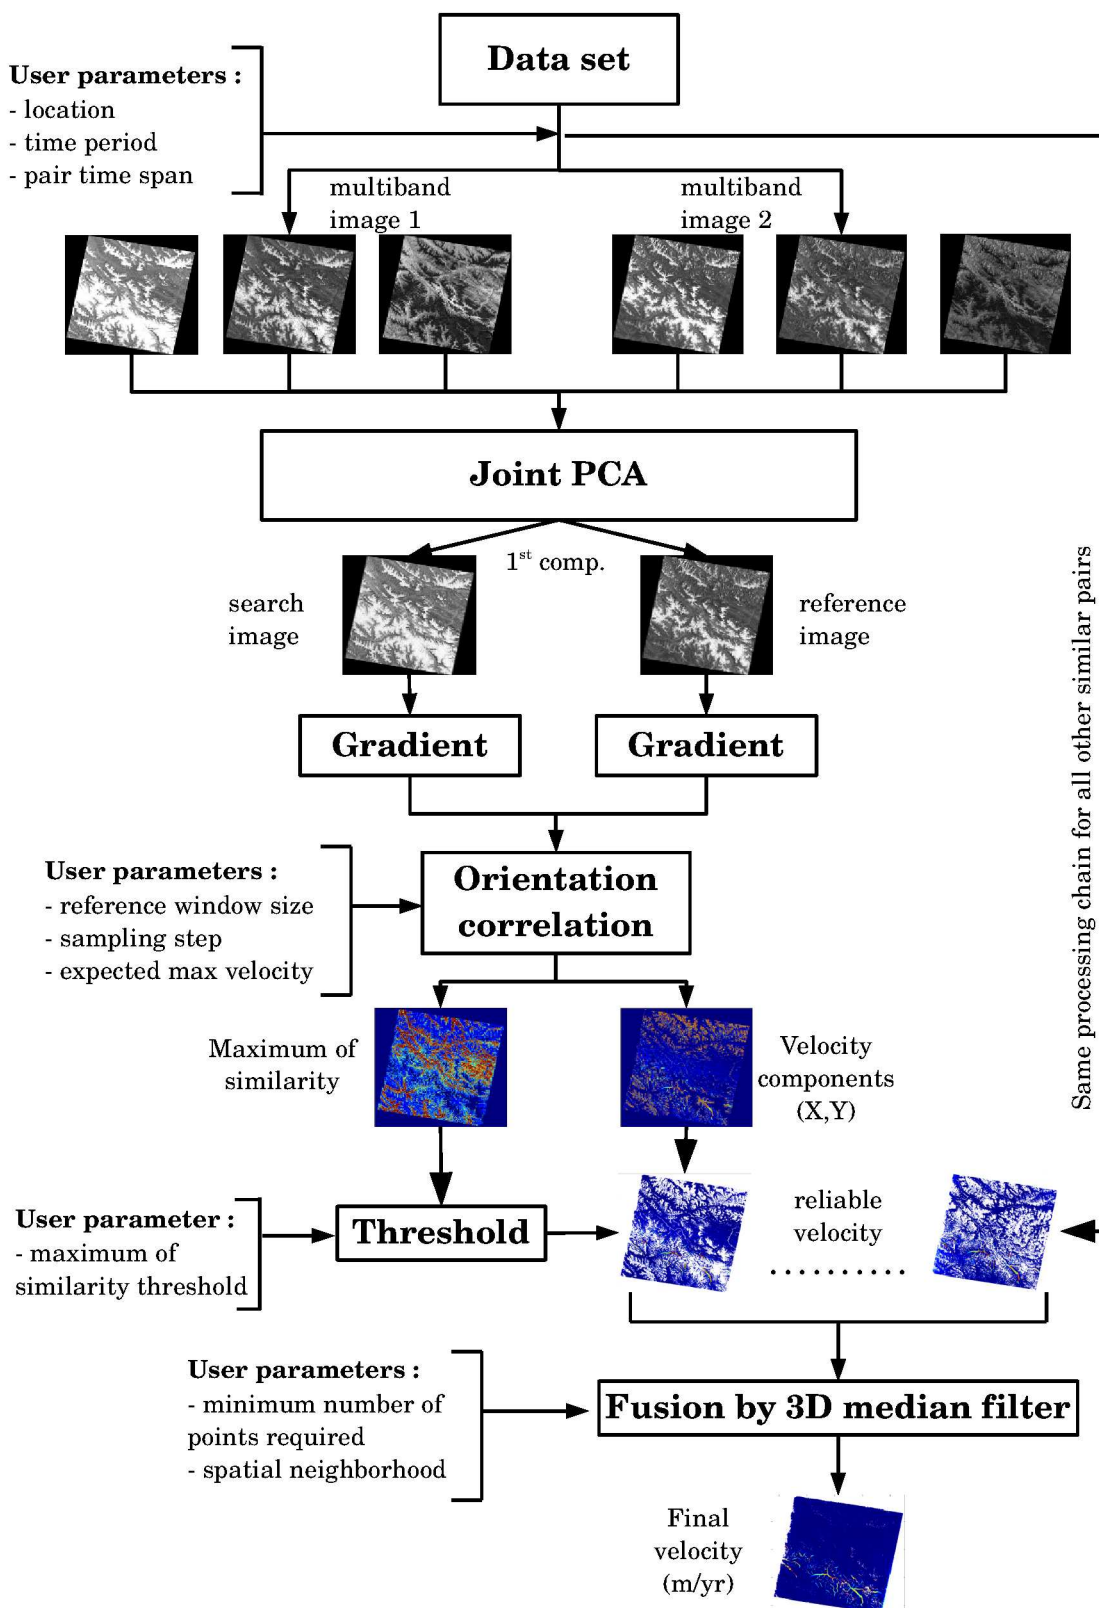 Data set
User parameters :
- location
- time period
- pair time span
multiband
image 1
multiband
image 2
Joint PCA
1st comp.
search
image
reference
image
Gradient
Gradient
Same processing chain for all other similar pairs
User parameters :
- reference window size
- sampling step
- expected max velocity
Orientation
correlation
Maximum of
similarity
Velocity
components
(X,Y)
User parameter :
- maximum of
similarity threshold
Threshold
reliable
velocity
..........
User parameters :
- minimum number of
points required
- spatial neighborhood
Fusion by 3D median filter
Final
velocity
(m/yr)